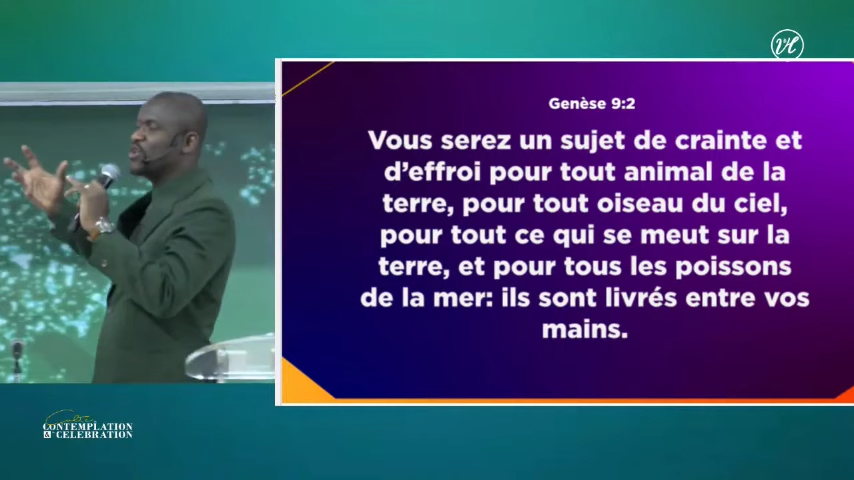 Genèse 9:2
Vous serez un sujet de crainte et
d'effroi pour tout animal de la
terre, pour tout oiseau du ciel,
pour tout ce qui se meut sur la
terre, et pour tous les poissons
de la mer: ils sont livrés entre vos
mains.
CONTEMPLATION
& CELEBRATION